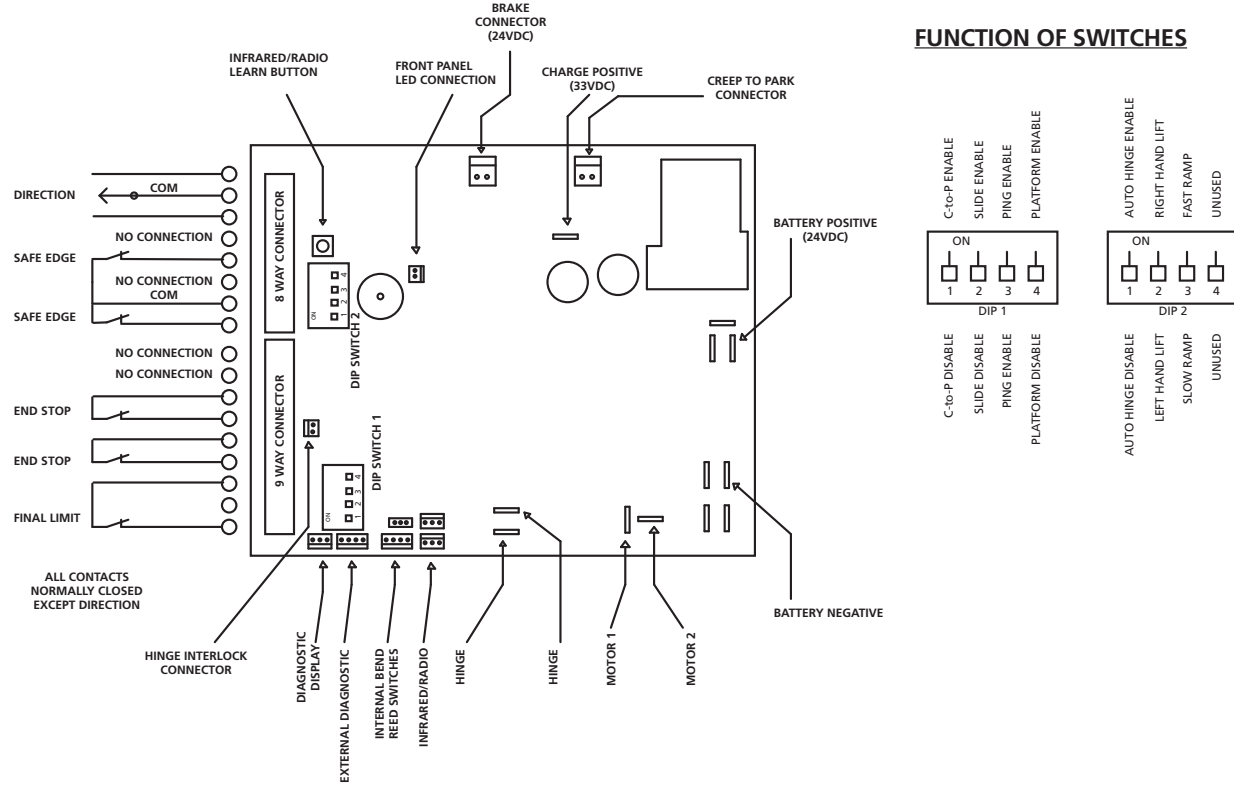 BRAKE
CONNECTOR
(24VDC)
FUNCTION OF SWITCHES
INFRARED/RADIO
LEARN BUTTON
FRONT PANEL
LED CONNECTION
CHARGE POSITIVE
(33VDC)
CREEP TO PARK
CONNECTOR
DIRECTION
COM
NO CONNECTION
SAFE EDGE
NO CONNECTION
COM
SAFE EDGE
NO CONNECTION
NO CONNECTION
END STOP
END STOP
FINAL LIMIT
ALL CONTACTS
NORMALLY CLOSED
EXCEPT DIRECTION
8 WAY CONNECTOR
9 WAY CONNECTOR
ON
1
2
3
4
DIP SWITCH 2
ON
1
2
3
4
DIP SWITCH 1
BATTERY POSITIVE
(24VDC)
BATTERY NEGATIVE
HINGE INTERLOCK
CONNECTOR
DIAGNOSTIC
DISPLAY
EXTERNAL DIAGNOSTIC
INTERNAL BEND
REED SWITCHES
INFRARED/RADIO
HINGE
HINGE
MOTOR 1
MOTOR 2
C-to-P ENABLE
SLIDE ENABLE
PING ENABLE
PLATFORM ENABLE
ON
1 2 3 4
DIP 1
C-to-P DISABLE
SLIDE DISABLE
PING ENABLE
PLATFORM DISABLE
AUTO HINGE ENABLE
RIGHT HAND LIFT
FAST RAMP
UNUSED
ON
1 2 3 4
DIP 2
AUTO HINGE DISABLE
LEFT HAND LIFT
SLOW RAMP
UNUSED